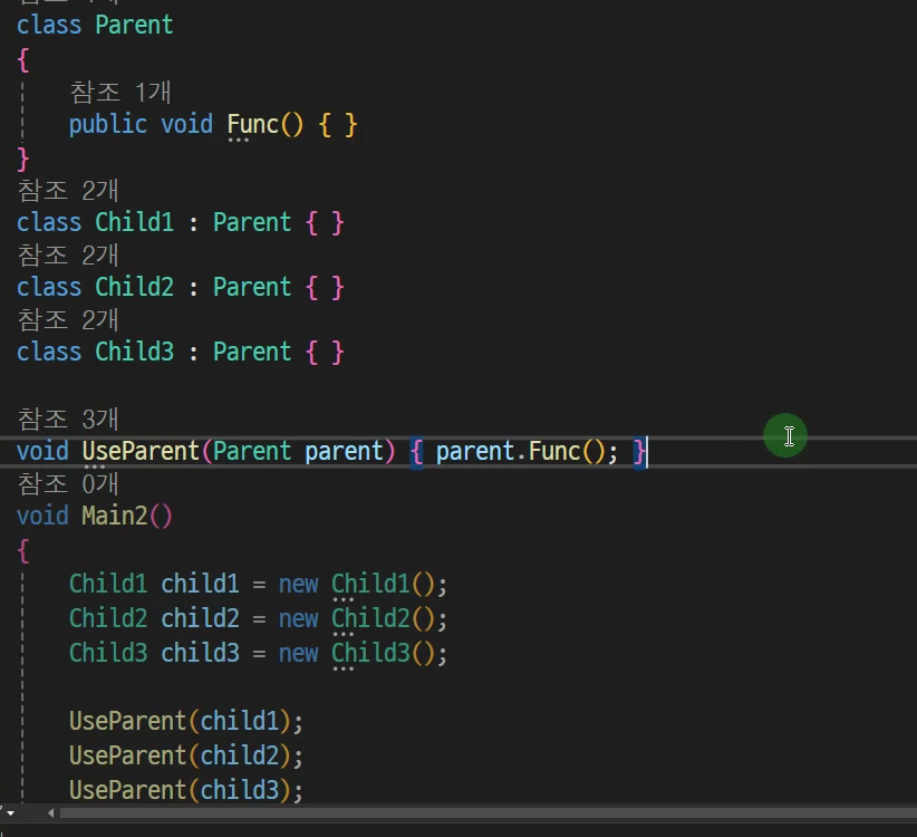 class Parent
{
참조 1개
public void Func() { }
}
참조 2개
class Child1 : Parent { }
참조 2개
class Child2 : Parent { }
참조 2개
class Child3 : Parent { }
참조 3개
void UseParent(Parent parent) { parent.Func(); }
참조 0개
void Main2()
{
Child1 child1 = new Child1();
Child2 child2 = new Child2();
Child3 child3 = new Child3();
UseParent(child1);
UseParent(child2);
UseParent(child3);